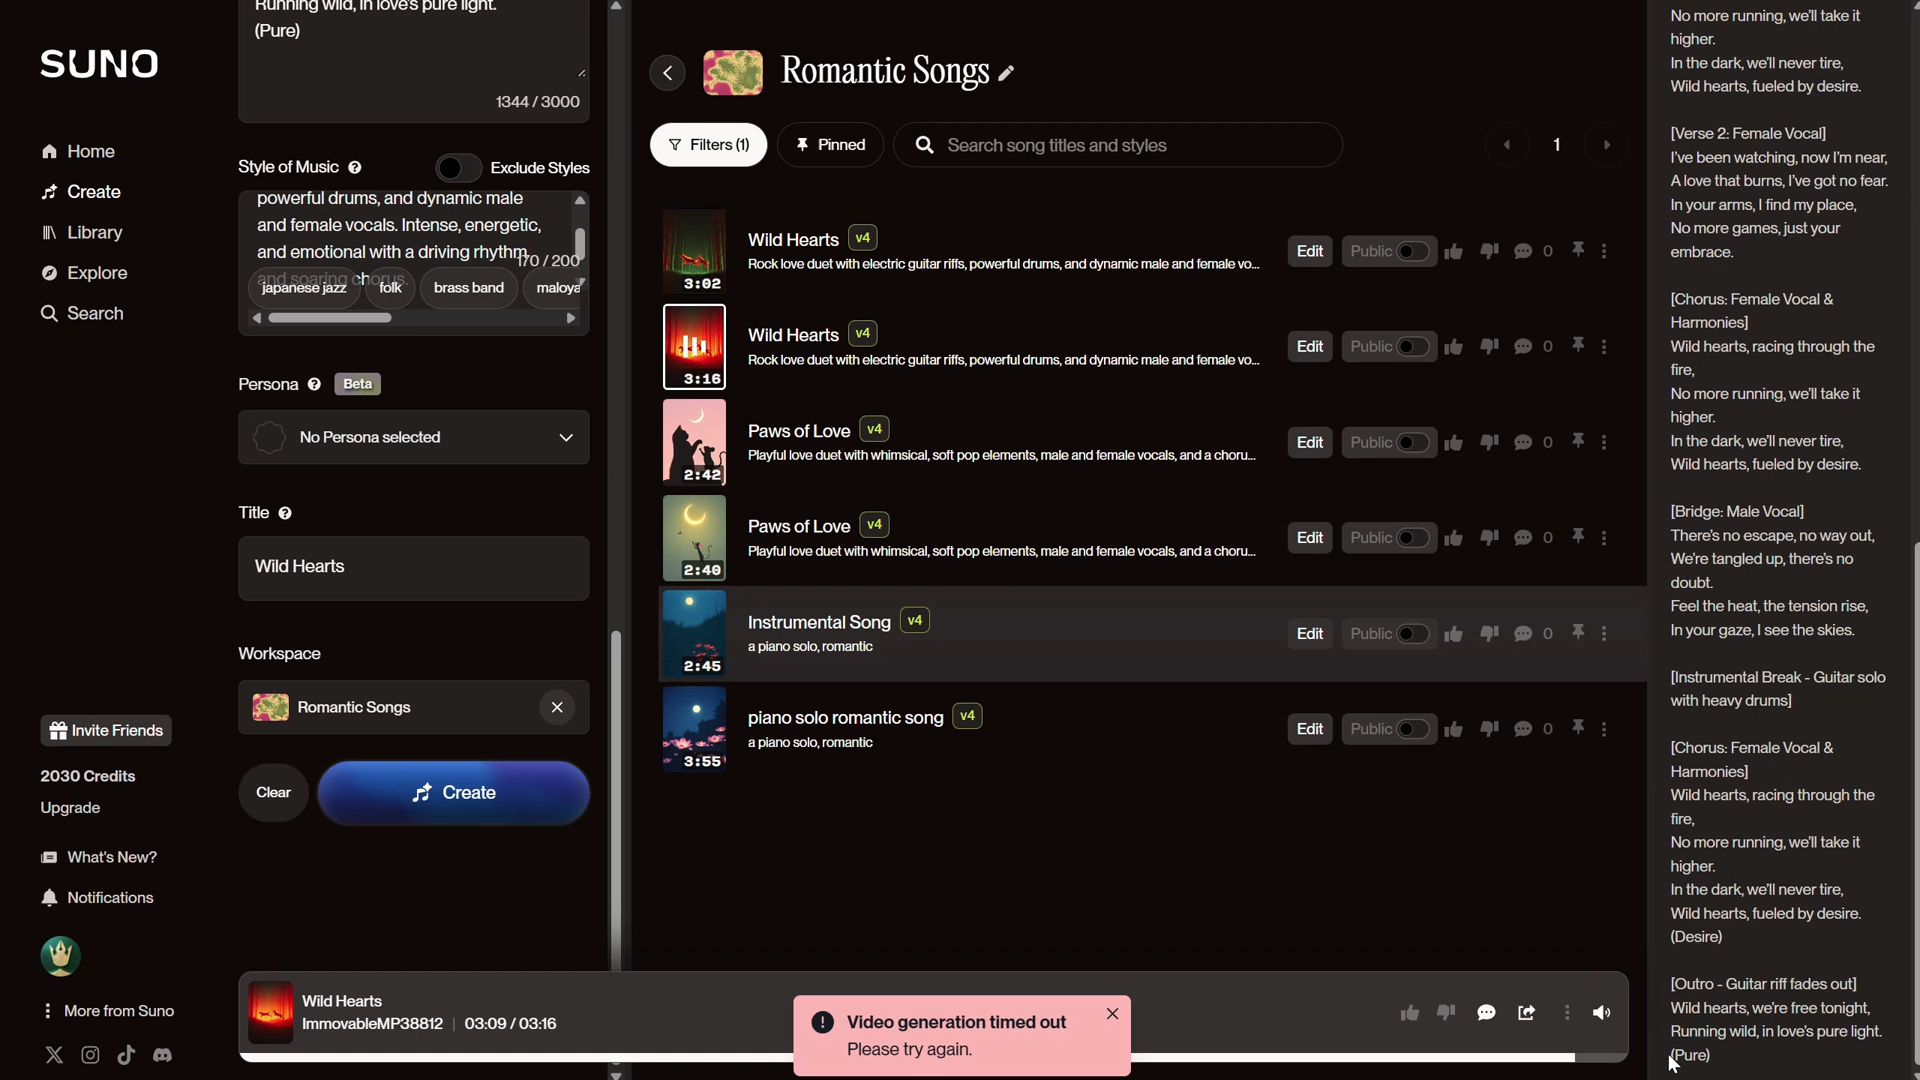 SUNO
Home
Create
Library
Explore
Search
Invite Friends
2030 Credits
Upgrade
What's New?
Notifications
More from Suno
Running wild, in love's pure light.
(Pure)
1344 / 3000
Style of Music
Exclude Styles
powerful drums, and dynamic male
and female vocals. Intense, energetic,
and emotional with a driving rhythm
and soaring chorus.
170 / 200
japanese jazz
folk
brass band
maloya
Persona
Beta
No Persona selected
Title
Wild Hearts
Workspace
Romantic Songs
Clear
Create
Romantic Songs
Filters (1)
Pinned
Search song titles and styles
1
3:02
Wild Hearts v4
Rock love duet with electric guitar riffs, powerful drums, and dynamic male and female vo...
Edit Public 0
3:16
Wild Hearts v4
Rock love duet with electric guitar riffs, powerful drums, and dynamic male and female vo...
Edit Public 0
2:42
Paws of Love v4
Playful love duet with whimsical, soft pop elements, male and female vocals, and a choru...
Edit Public 0
2:40
Paws of Love v4
Playful love duet with whimsical, soft pop elements, male and female vocals, and a choru...
Edit Public 0
2:45
Instrumental Song v4
a piano solo, romantic
Edit Public 0
3:55
piano solo romantic song v4
a piano solo, romantic
Edit Public 0
Wild Hearts
ImmovableMP38812 | 03:09 / 03:16
Video generation timed out
Please try again.
No more running, we'll take it
higher.
In the dark, we'll never tire,
Wild hearts, fueled by desire.
[Verse 2: Female Vocal]
I've been watching, now I'm near,
A love that burns, I've got no fear.
In your arms, I find my place,
No more games, just your
embrace.
[Chorus: Female Vocal &
Harmonies]
Wild hearts, racing through the
fire,
No more running, we'll take it
higher.
In the dark, we'll never tire,
Wild hearts, fueled by desire.
[Bridge: Male Vocal]
There's no escape, no way out,
We're tangled up, there's no
doubt.
Feel the heat, the tension rise,
In your gaze, I see the skies.
[Instrumental Break - Guitar solo
with heavy drums]
[Chorus: Female Vocal &
Harmonies]
Wild hearts, racing through the
fire,
No more running, we'll take it
higher.
In the dark, we'll never tire,
Wild hearts, fueled by desire.
(Desire)
[Outro - Guitar riff fades out]
Wild hearts, we're free tonight,
Running wild, in love's pure light.
(Pure)